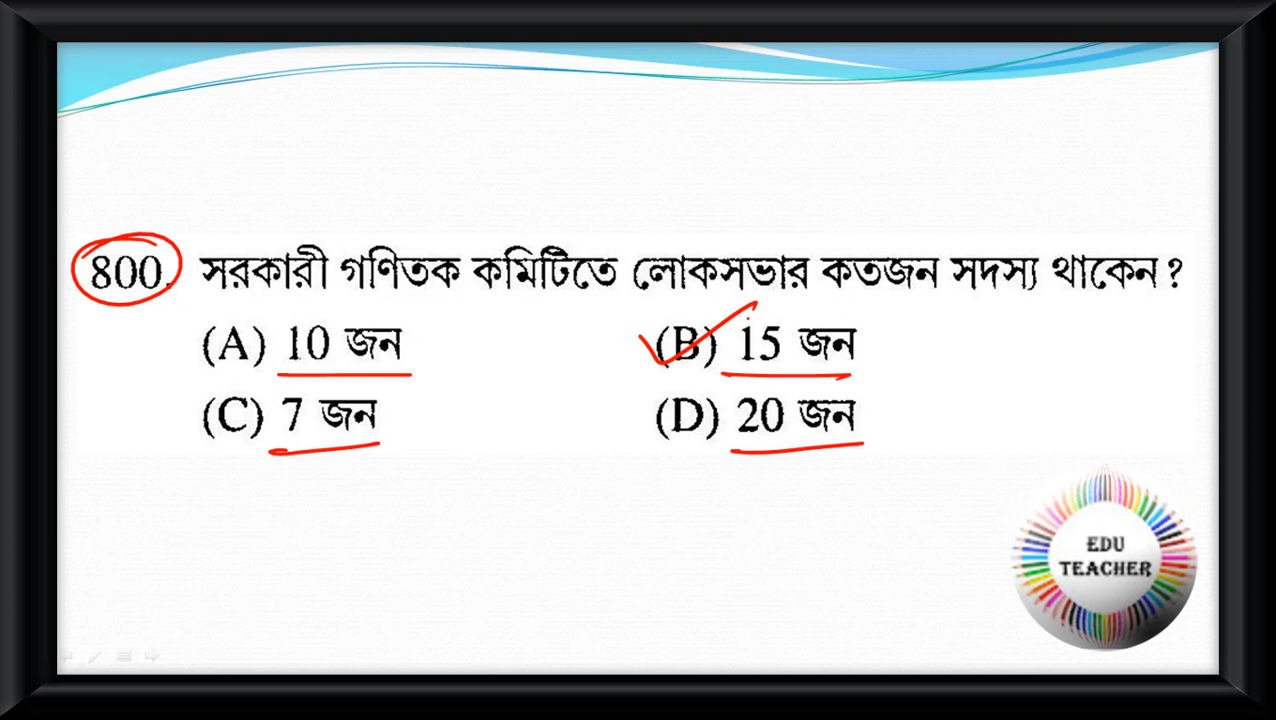 800. সরকারী গণিতক কমিটিতে লোকসভার কতজন সদস্য থাকেন?
(A) 10 জন (B) 15 জন
(C) 7 জন (D) 20 জন
EDU
TEACHER